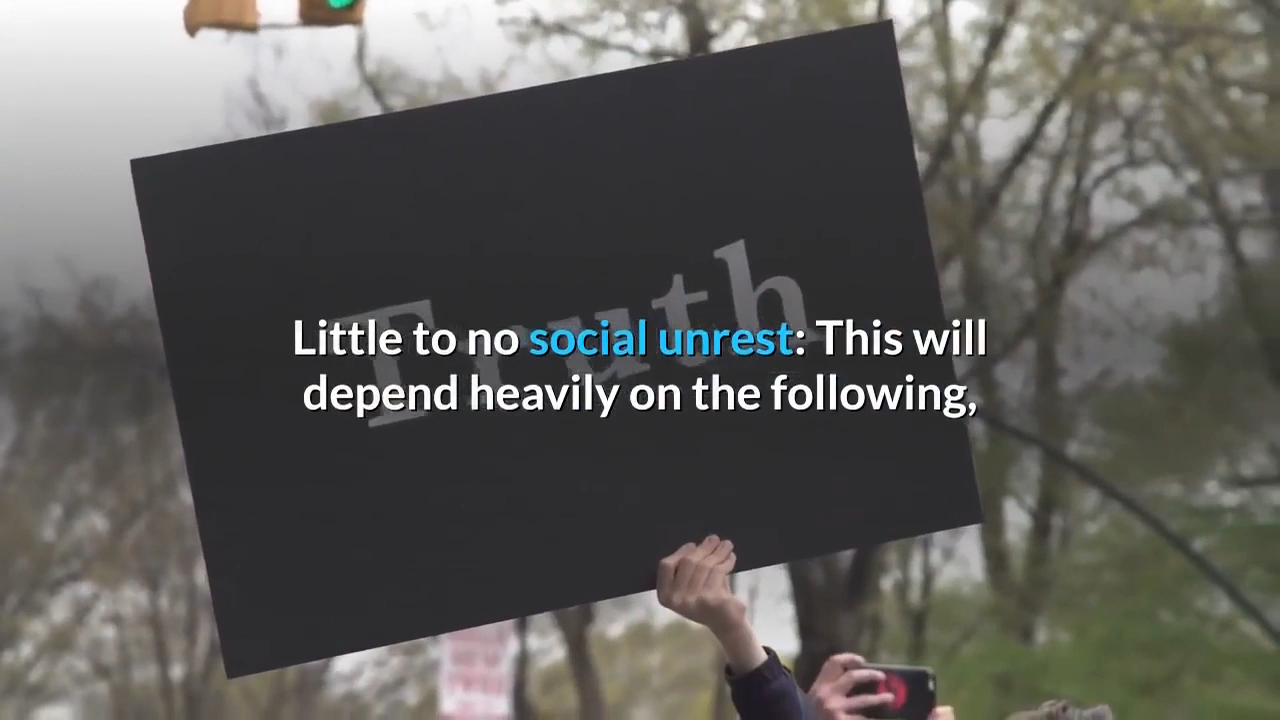 Truth
Little to no social unrest: This will
depend heavily on the following,